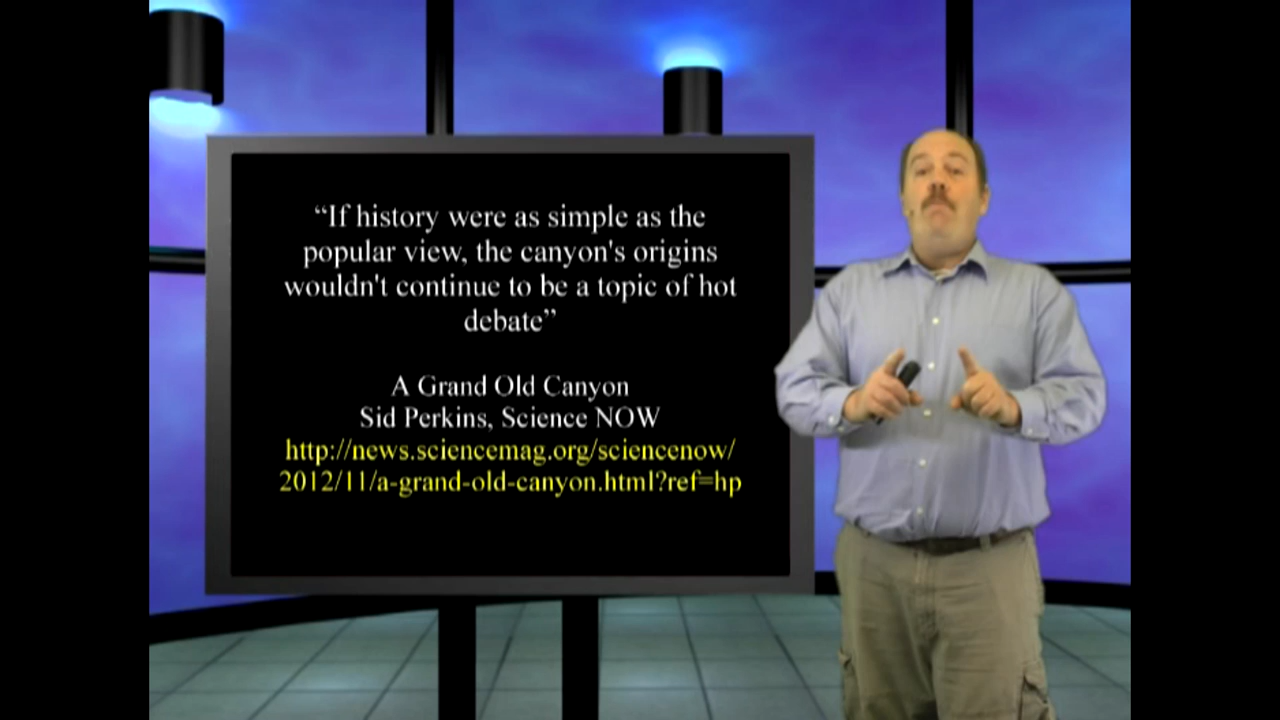 “If history were as simple as the
popular view, the canyon's origins
wouldn't continue to be a topic of hot
debate”
A Grand Old Canyon
Sid Perkins, Science NOW
http://news.sciencemag.org/sciencenow/
2012/11/a-grand-old-canyon.html?ref=hp